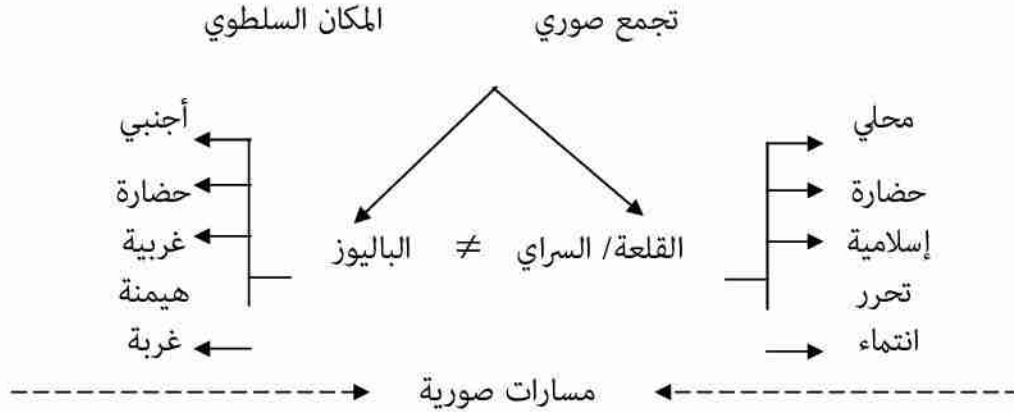 تجمع صوري المكان السلطوي
محلي أجنبي
حضارة حضارة
إسلامية القلعة/ السراي ≠ الباليوز غربية
تحرر هيمنة
انتماء غربة
مسارات صورية